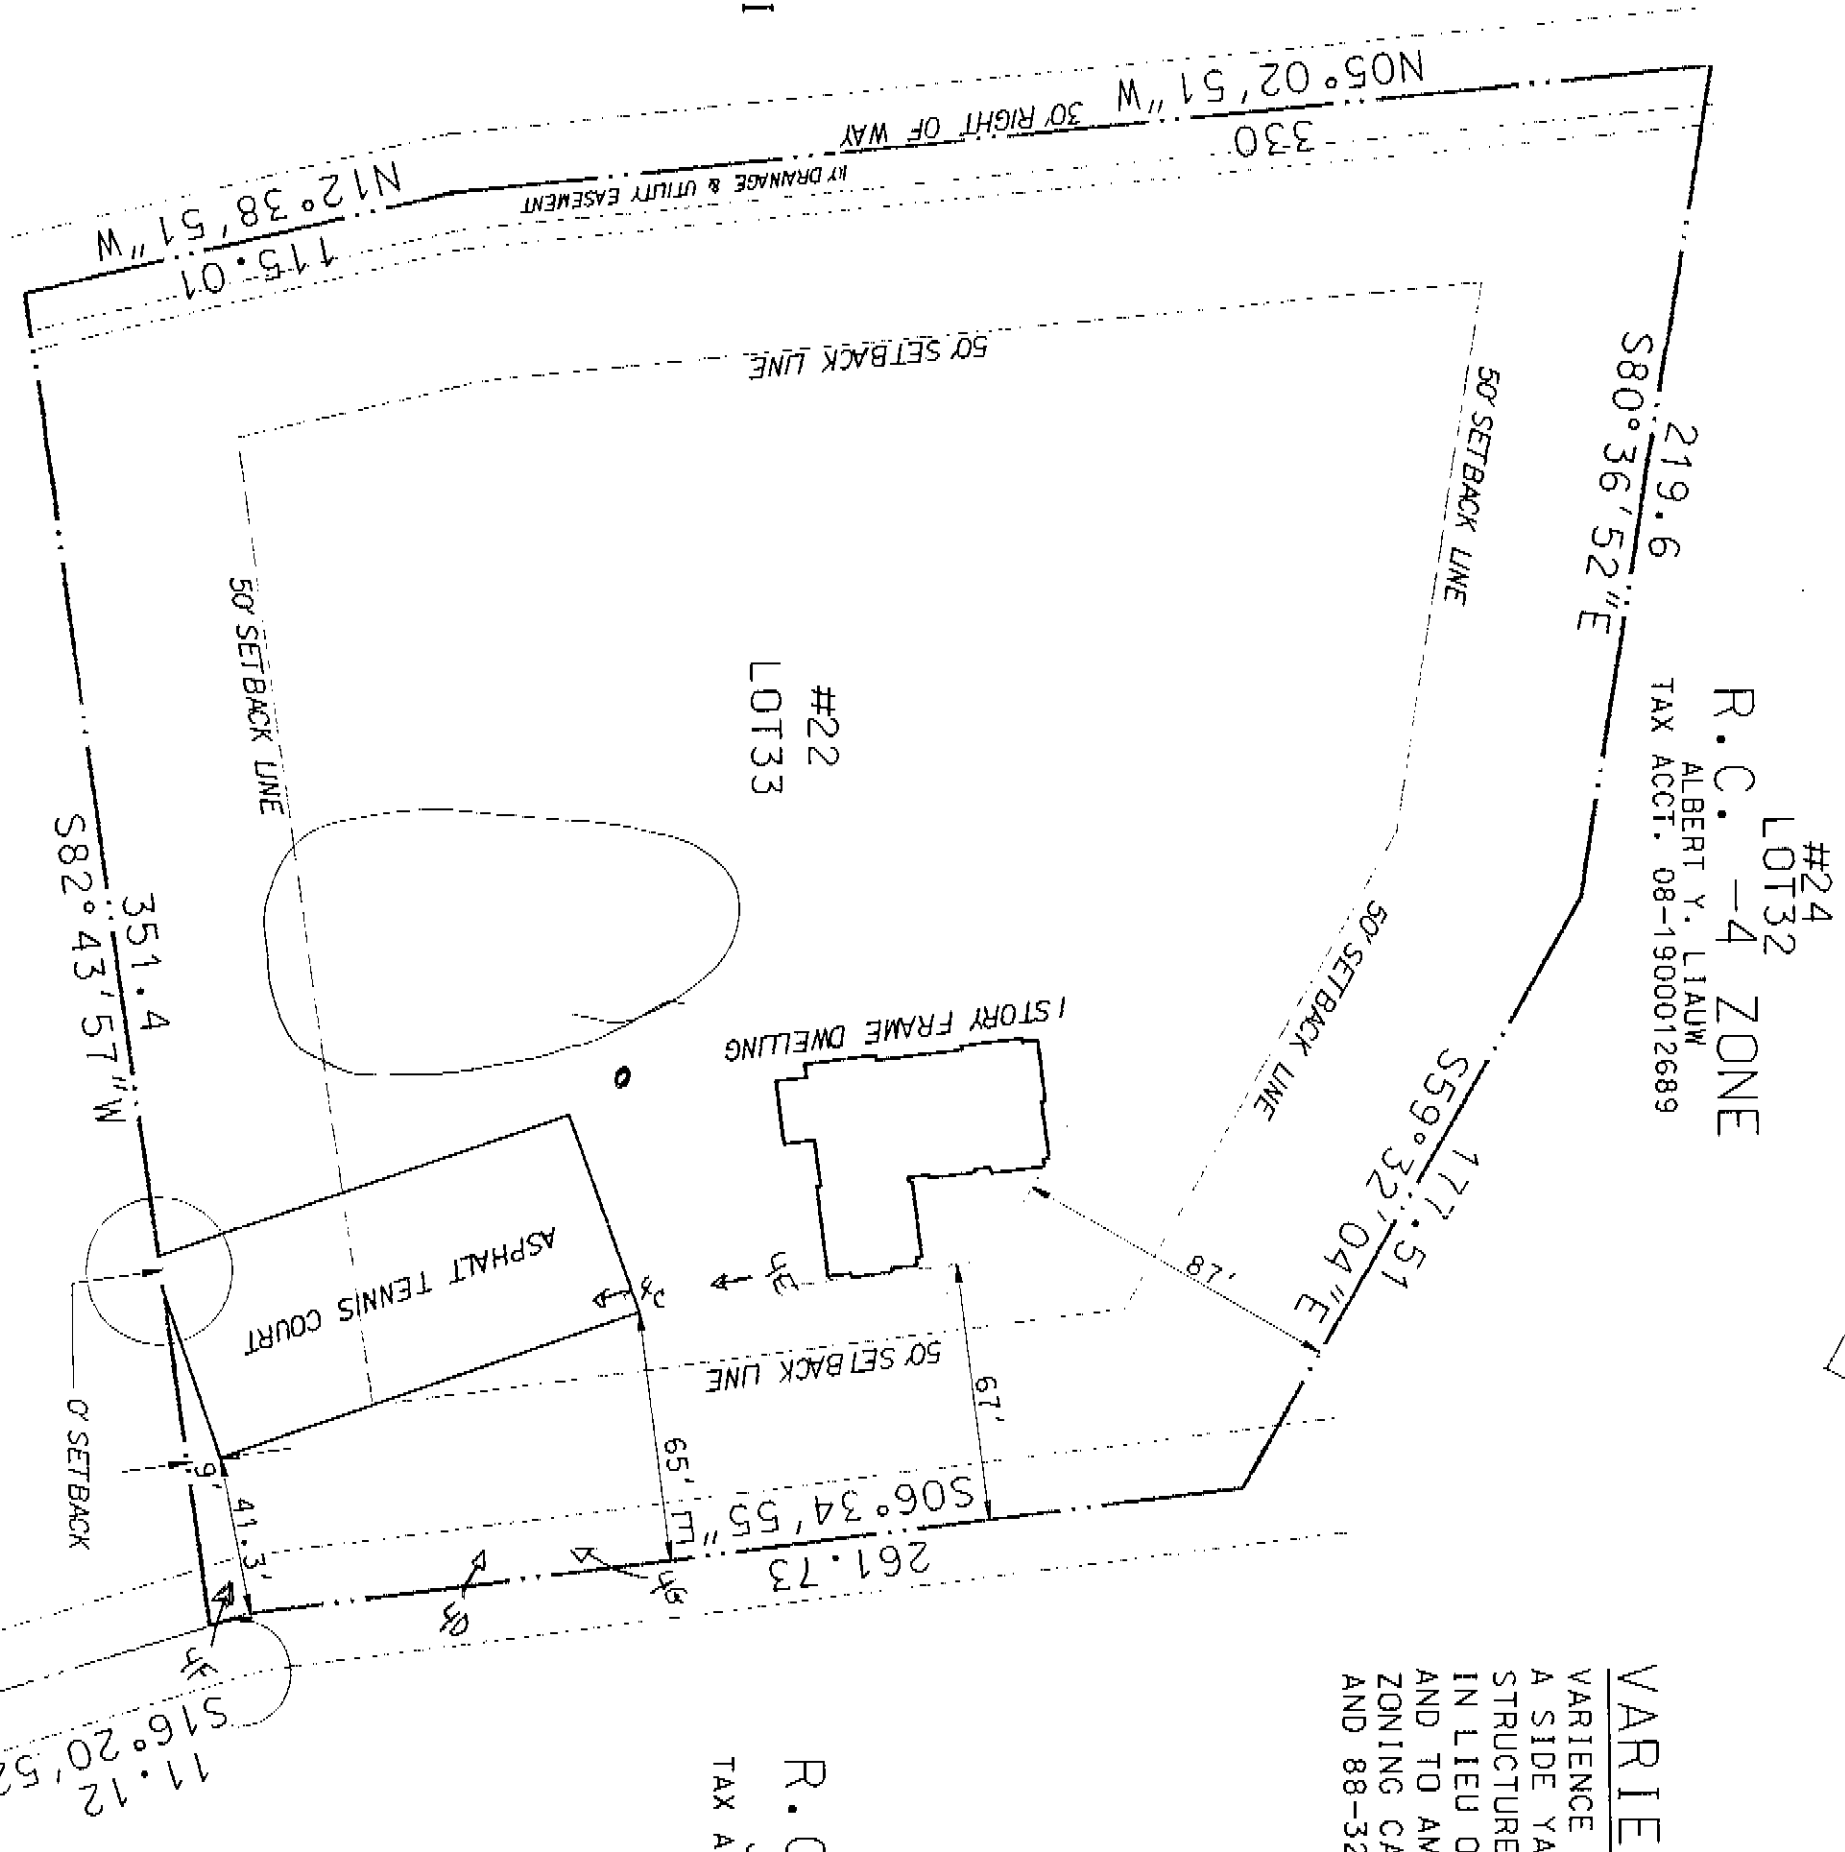 #24
LOT32
R.C. -4 ZONE
ALBERT Y. LIAUW
TAX ACCT. 08-1900012689
N05°02'51"W
330
30' RIGHT OF WAY
DRAINAGE & UTILITY EASEMENT
N12°38'51"W
115.01
219.6
S80°36'52"E
50' SETBACK LINE
50' SETBACK LINE
50' SETBACK LINE
50' SETBACK LINE
50' SETBACK LINE
#22
LOT33
177.51
S59°32'04"E
87'
1 STORY FRAME DWELLING
67'
65'
S06°34'55"E
261.73
351.4
S82°43'57"W
ASPHALT TENNIS COURT
0' SETBACK
9'
41.3'
S16°20'52
11.12
VARIE
VARIENCE
A SIDE YA
STRUCTURE
IN LIEU O
AND TO AM
ZONING CA
AND 88-32
R.C
TAX A